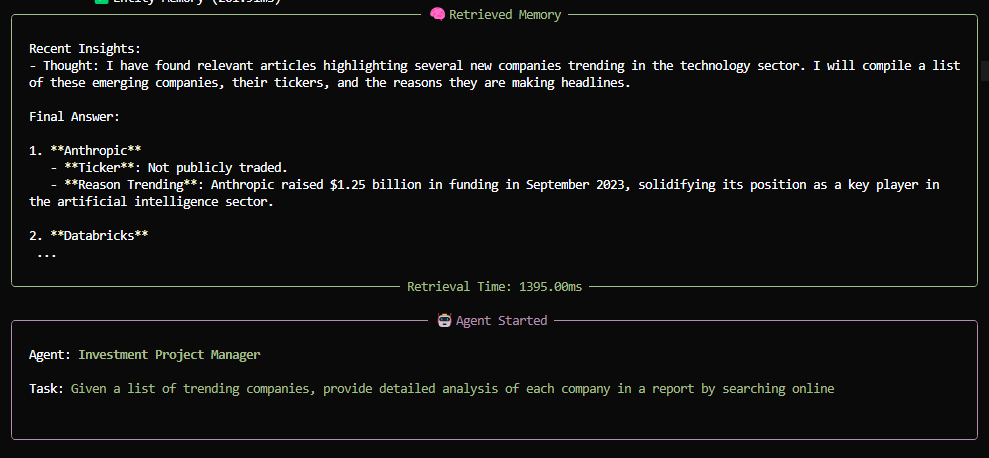 Entity Memory (201.91ms)
Retrieved Memory
Recent Insights:
- Thought: I have found relevant articles highlighting several new companies trending in the technology sector. I will compile a list
of these emerging companies, their tickers, and the reasons they are making headlines.
Final Answer:
1. **Anthropic**
- **Ticker**: Not publicly traded.
- **Reason Trending**: Anthropic raised $1.25 billion in funding in September 2023, solidifying its position as a key player in
the artificial intelligence sector.
2. **Databricks**
...
Retrieval Time: 1395.00ms
Agent Started
Agent: Investment Project Manager
Task: Given a list of trending companies, provide detailed analysis of each company in a report by searching online